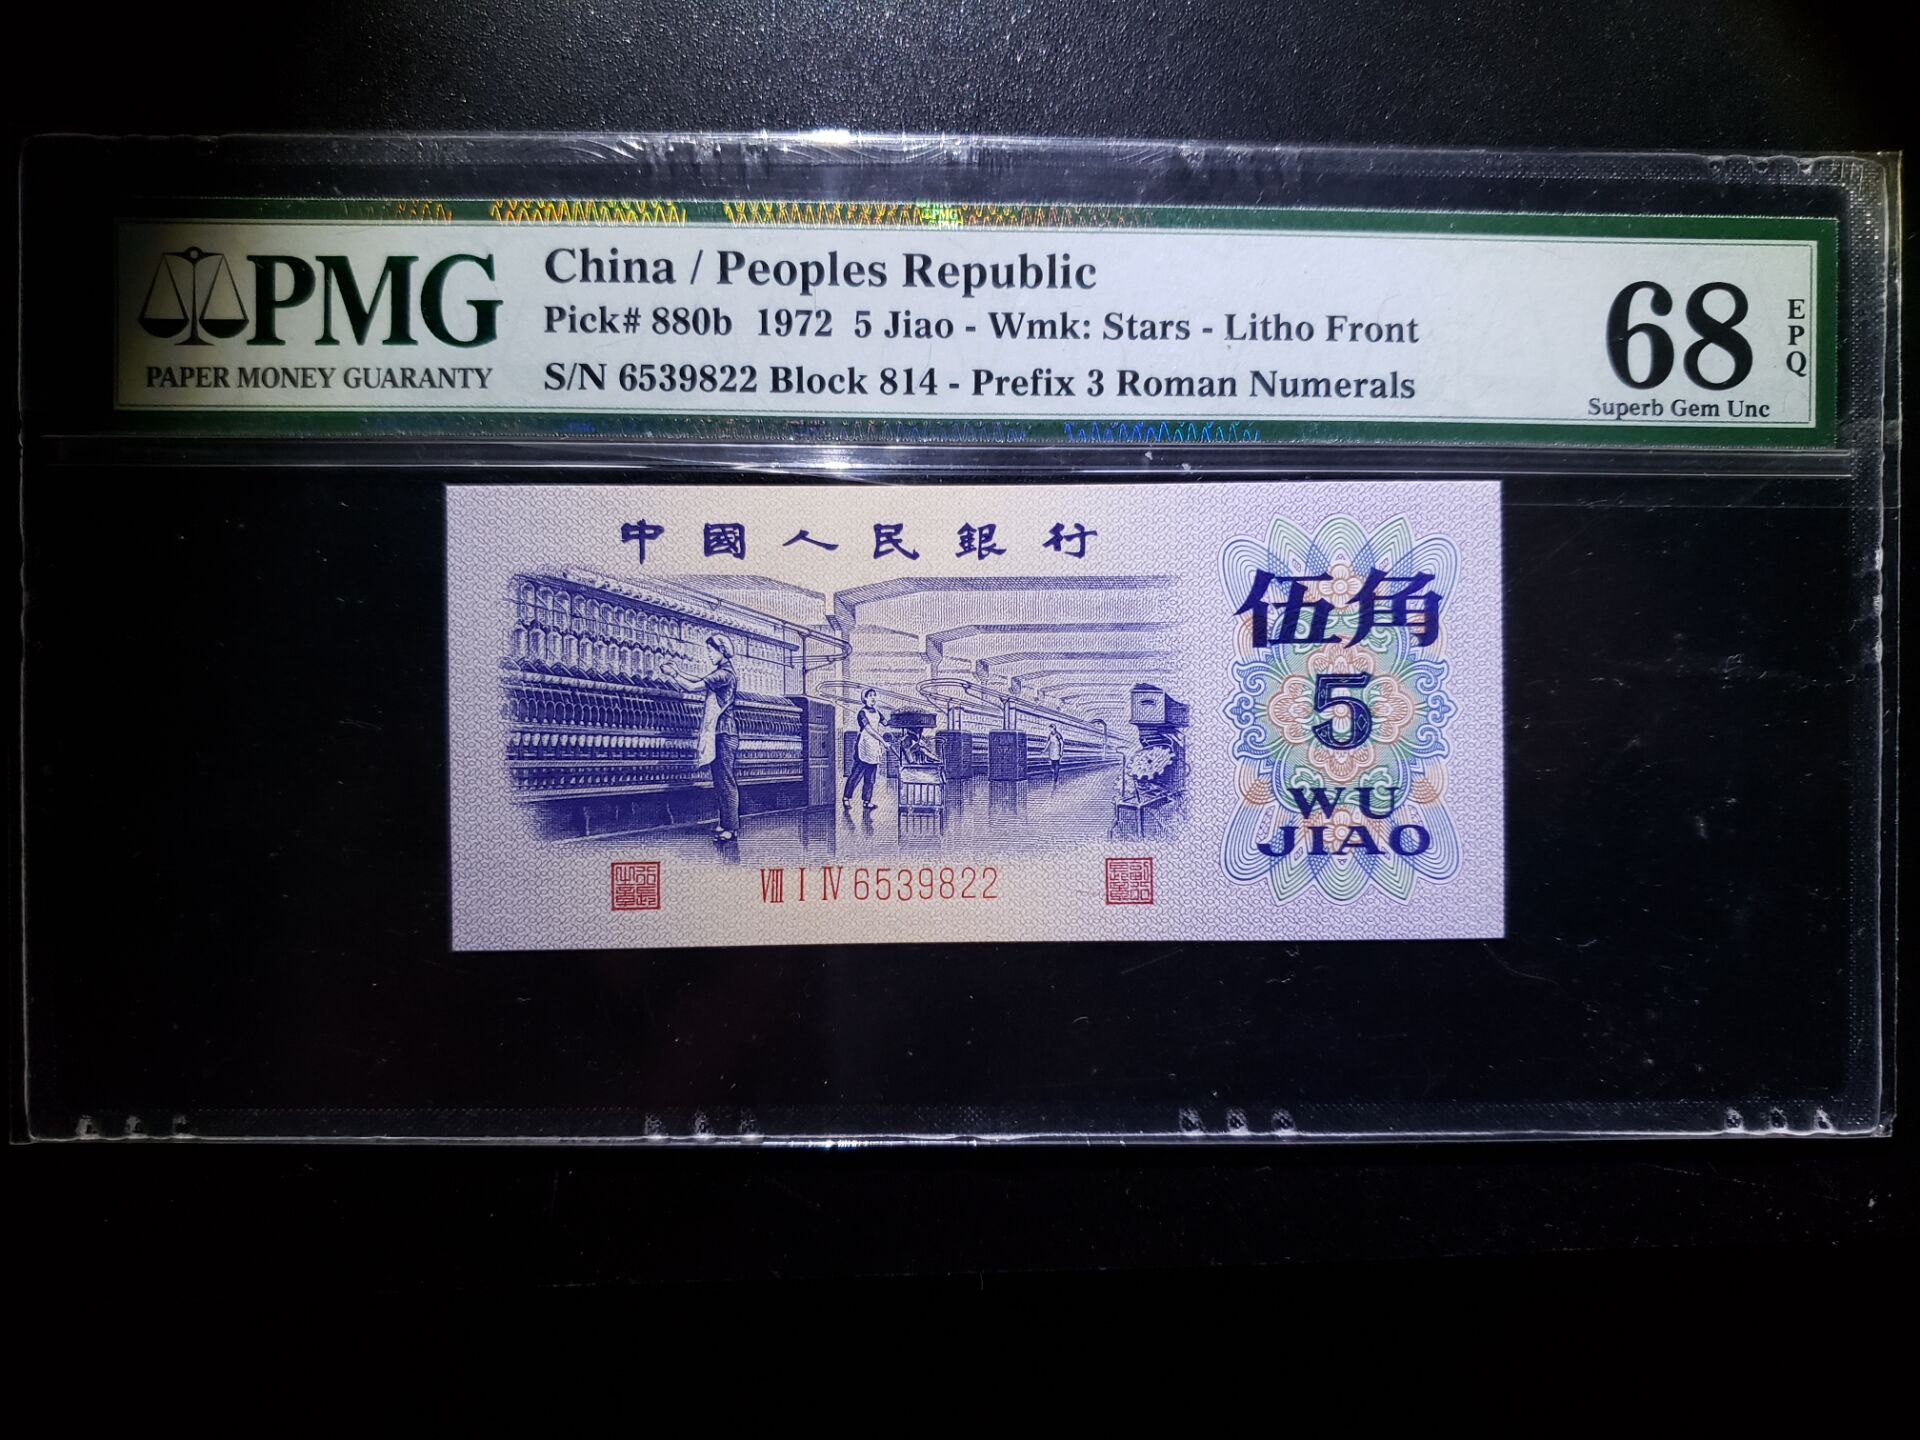 PMG
PAPER MONEY GUARANTY
China / Peoples Republic
Pick# 880b 1972 5 Jiao - Wmk: Stars - Litho Front
S/N 6539822 Block 814 - Prefix 3 Roman Numerals
68
EPQ
Superb Gem Unc
中國人民銀行
伍角
5
WU
JIAO
VIII I IV 6539822